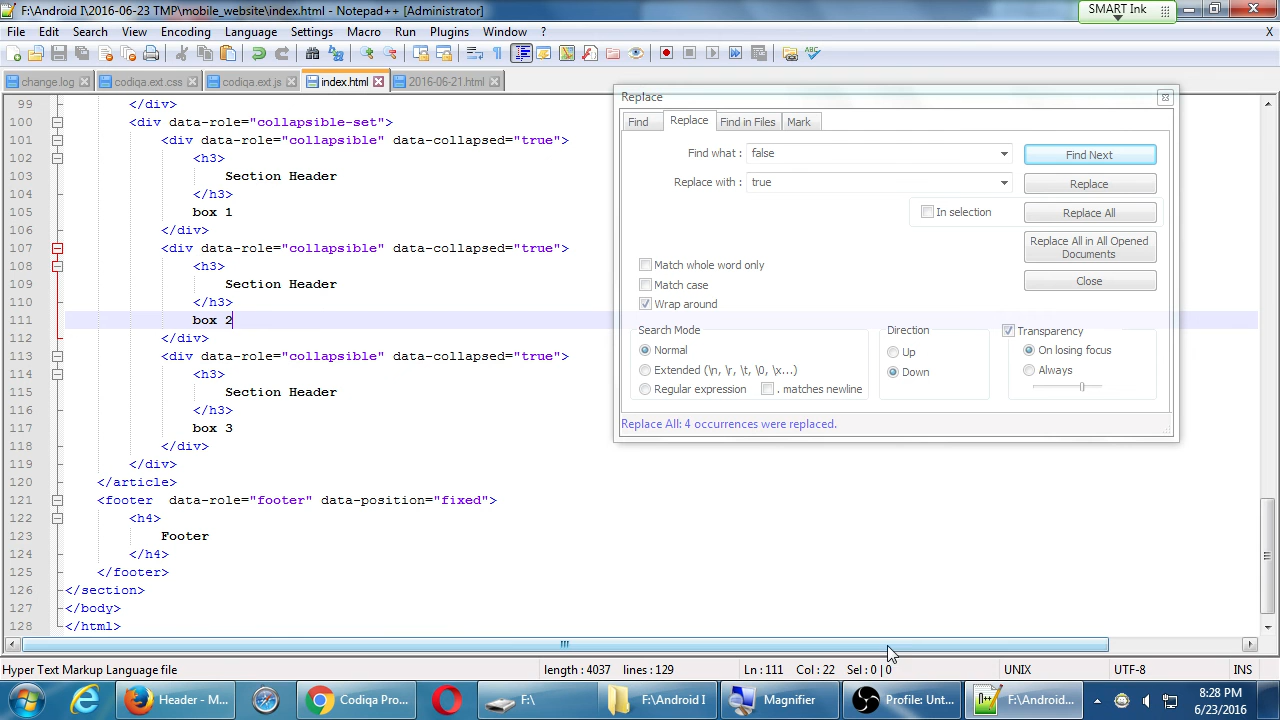 F:\Android I\2016-06-23 TMP\mobile_website\index.html - Notepad++ [Administrator]
SMART Ink
File Edit Search View Encoding Language Settings Macro Run Plugins Window ? X
change.log codiqa.ext.css codiqa.ext.js index.html 2016-06-21.html
99 </div>
100 <div data-role="collapsible-set">
101 <div data-role="collapsible" data-collapsed="true">
102 <h3>
103 Section Header
104 </h3>
105 box 1
106 </div>
107 <div data-role="collapsible" data-collapsed="true">
108 <h3>
109 Section Header
110 </h3>
111 box 2
112 </div>
113 <div data-role="collapsible" data-collapsed="true">
114 <h3>
115 Section Header
116 </h3>
117 box 3
118 </div>
119 </div>
120 </article>
121 <footer data-role="footer" data-position="fixed">
122 <h4>
123 Footer
124 </h4>
125 </footer>
126 </section>
127 </body>
128 </html>
Replace
Find Replace Find in Files Mark
Find what : false Find Next
Replace with : true Replace
In selection Replace All
Replace All in All Opened
Documents
Match whole word only
Match case Close
Wrap around
Search Mode Direction Transparency
Normal Up On losing focus
Extended (\n, \r, \t, \0, \x...) Down Always
Regular expression . matches newline
Replace All: 4 occurrences were replaced.
Hyper Text Markup Language file length : 4037 lines : 129 Ln : 111 Col : 22 Sel : 0 | 0 UNIX UTF-8 INS
Header - M... Codiqa Pro... F:\ F:\Android I Magnifier Profile: Unt... F:\Android... 8:28 PM
6/23/2016